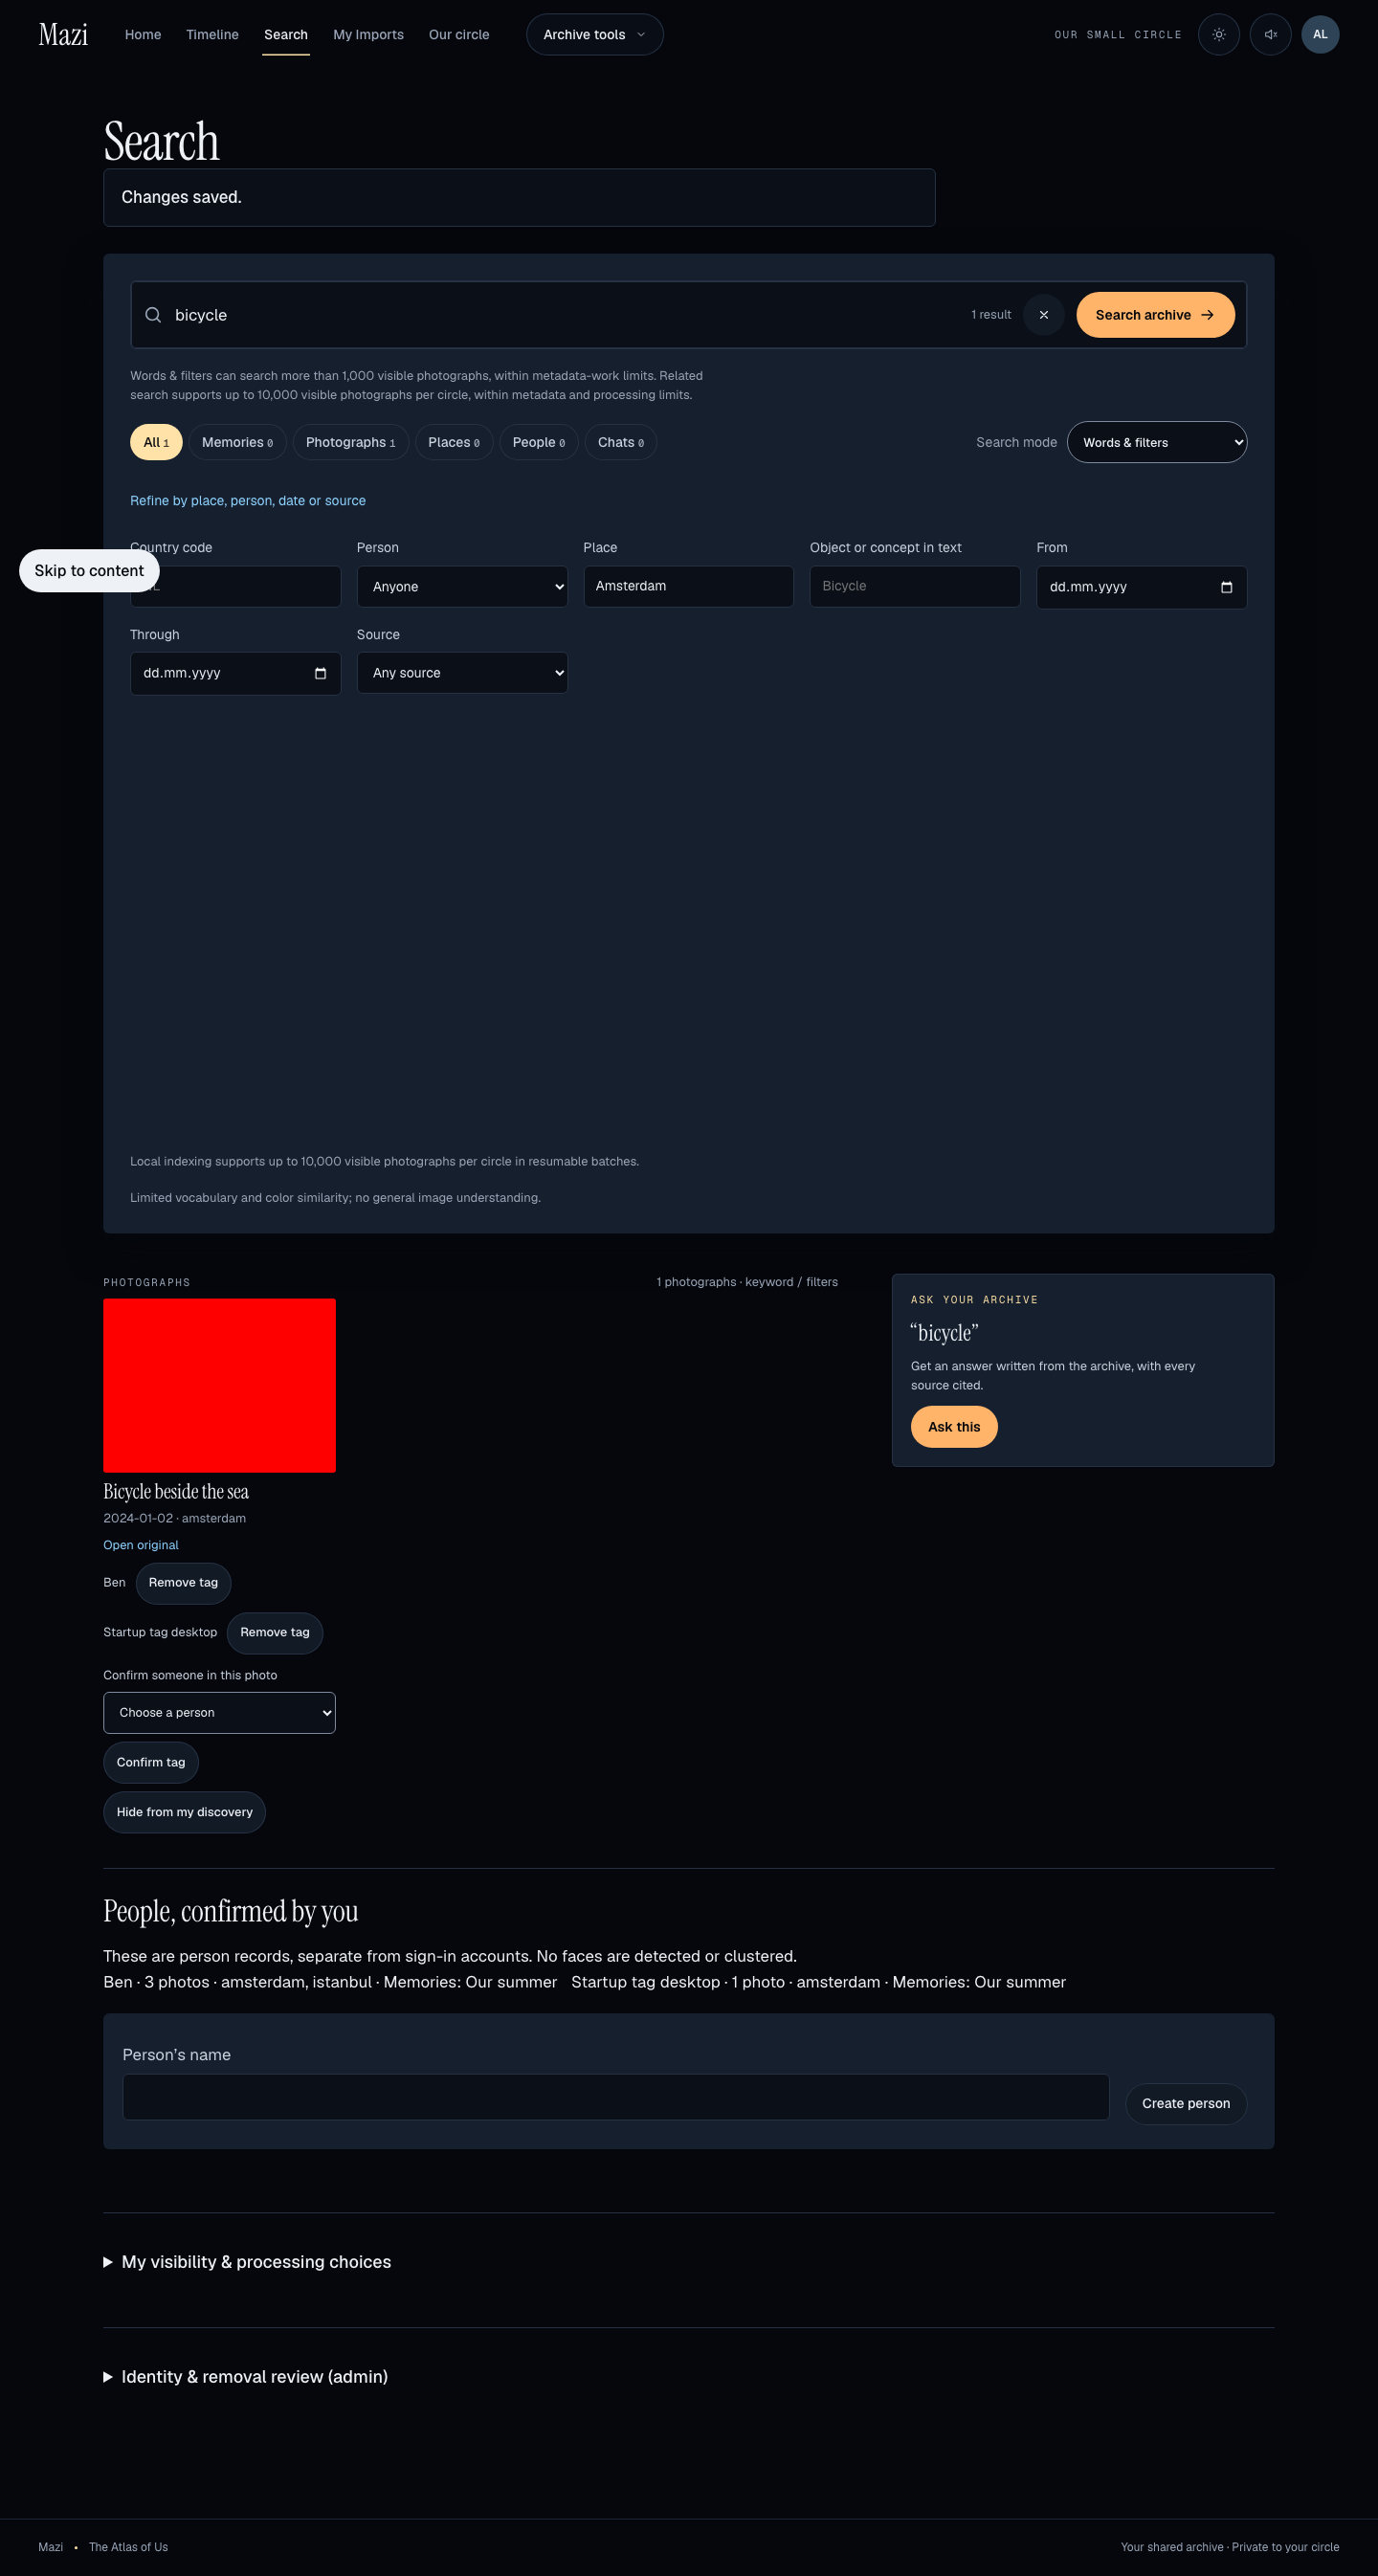 Mazi
Home
Timeline
Search
My Imports
Our circle
Archive tools
OUR SMALL CIRCLE
AL
Search
Changes saved.
bicycle
1 result
Search archive
Words & filters can search more than 1,000 visible photographs, within metadata-work limits. Related
search supports up to 10,000 visible photographs per circle, within metadata and processing limits.
All 1
Memories 0
Photographs 1
Places 0
People 0
Chats 0
Search mode
Words & filters
Refine by place, person, date or source
Country code
Person
Place
Object or concept in text
From
Skip to content
Anyone
Amsterdam
Bicycle
dd.mm.yyyy
Through
Source
dd.mm.yyyy
Any source
Local indexing supports up to 10,000 visible photographs per circle in resumable batches.
Limited vocabulary and color similarity; no general image understanding.
PHOTOGRAPHS
1 photographs · keyword / filters
ASK YOUR ARCHIVE
“bicycle”
Get an answer written from the archive, with every
source cited.
Ask this
Bicycle beside the sea
2024-01-02 · amsterdam
Open original
Ben
Remove tag
Startup tag desktop
Remove tag
Confirm someone in this photo
Choose a person
Confirm tag
Hide from my discovery
People, confirmed by you
These are person records, separate from sign-in accounts. No faces are detected or clustered.
Ben · 3 photos · amsterdam, istanbul · Memories: Our summer Startup tag desktop · 1 photo · amsterdam · Memories: Our summer
Person’s name
Create person
My visibility & processing choices
Identity & removal review (admin)
Mazi • The Atlas of Us
Your shared archive · Private to your circle